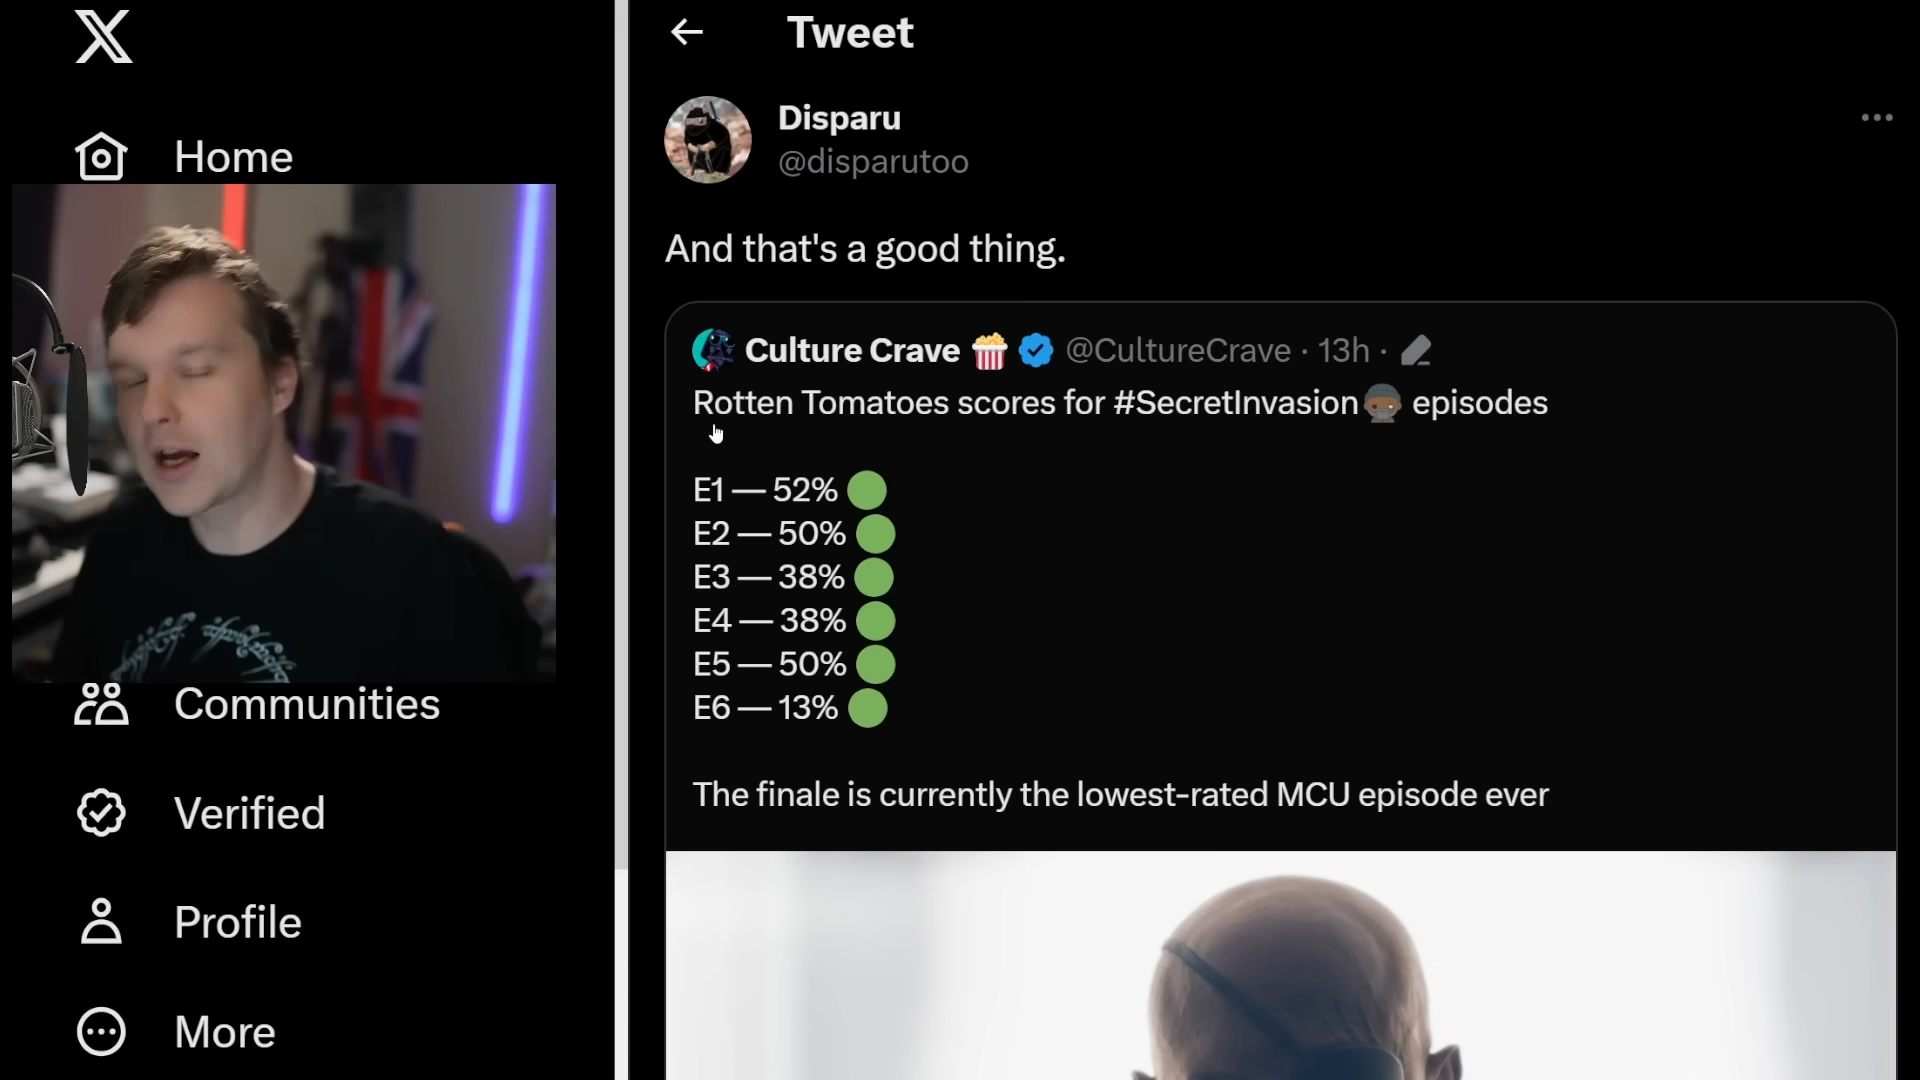 Tweet
Home
Communities
Verified
Profile
More
Disparu
@disparutoo
And that's a good thing.
Culture Crave 🍿 @CultureCrave · 13h ·
Rotten Tomatoes scores for #SecretInvasion episodes
E1 — 52% 🟢
E2 — 50% 🟢
E3 — 38% 🟢
E4 — 38% 🟢
E5 — 50% 🟢
E6 — 13% 🟢
The finale is currently the lowest-rated MCU episode ever